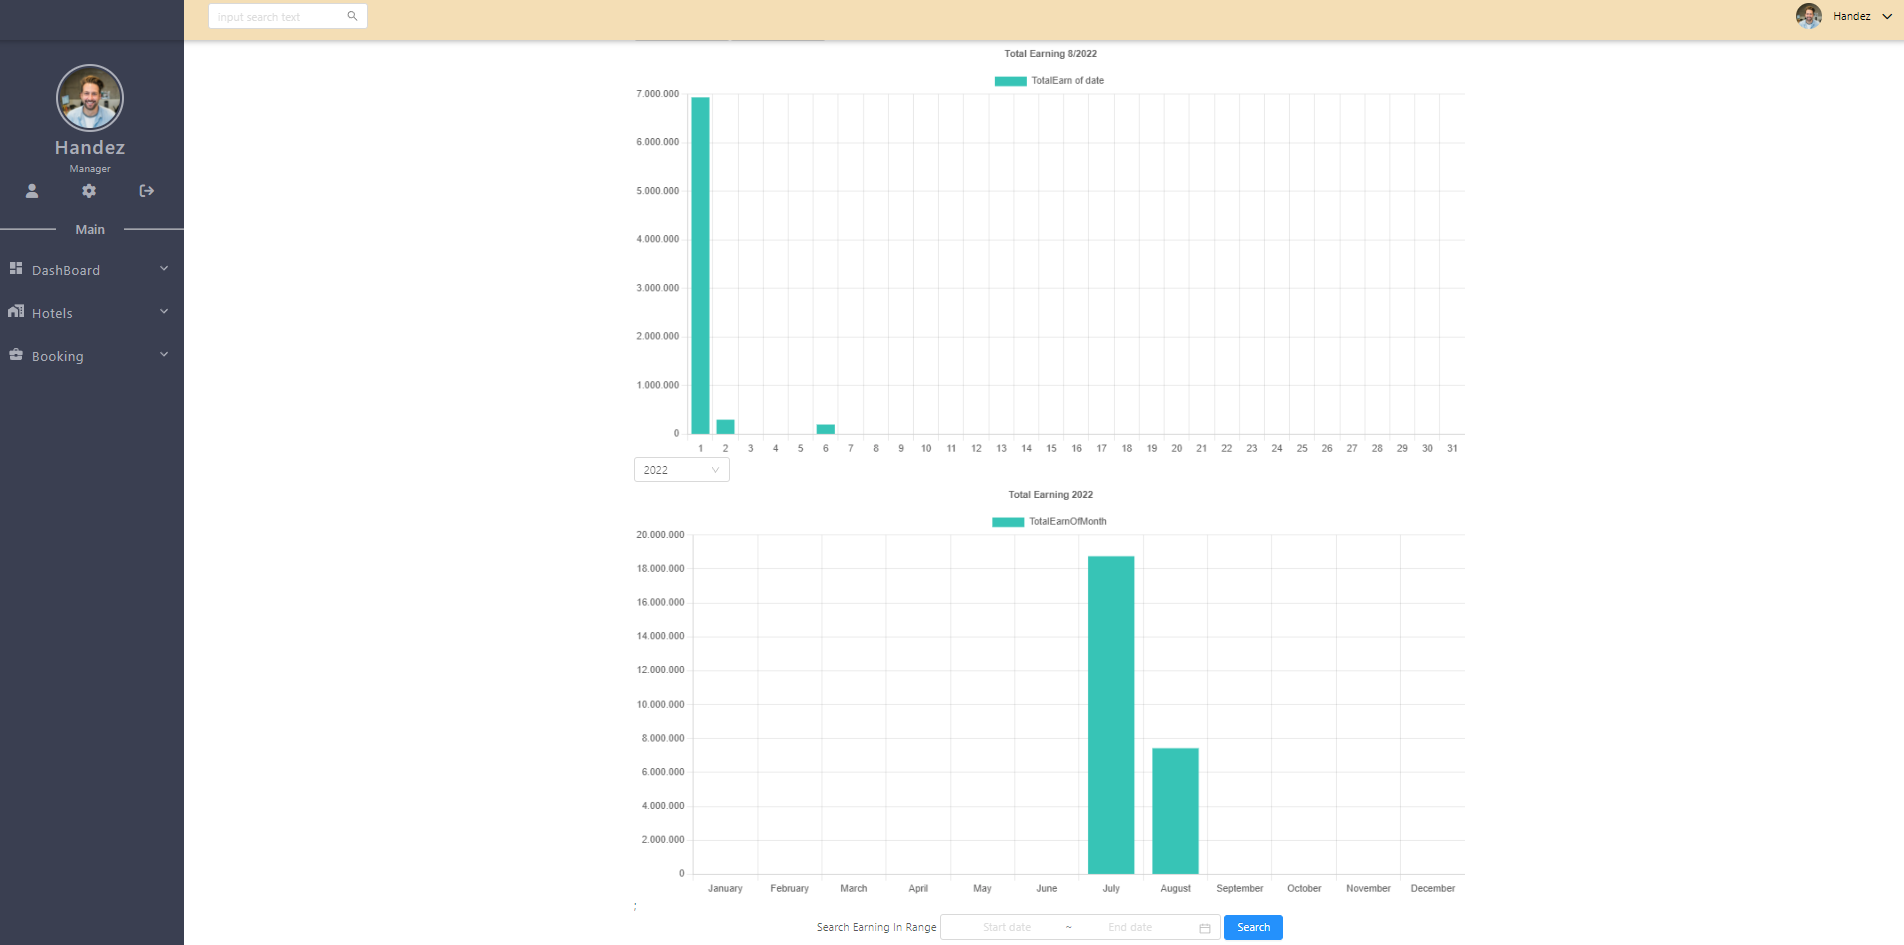 input search text
Handez
Handez
Manager
Main
DashBoard
Hotels
Booking
Total Earning 8/2022
TotalEarn of date
7.000.000
6.000.000
5.000.000
4.000.000
3.000.000
2.000.000
1.000.000
0
1 2 3 4 5 6 7 8 9 10 11 12 13 14 15 16 17 18 19 20 21 22 23 24 25 26 27 28 29 30 31
2022
Total Earning 2022
TotalEarnOfMonth
20.000.000
18.000.000
16.000.000
14.000.000
12.000.000
10.000.000
8.000.000
6.000.000
4.000.000
2.000.000
0
January February March April May June July August September October November December
;
Search Earning In Range Start date ~ End date Search